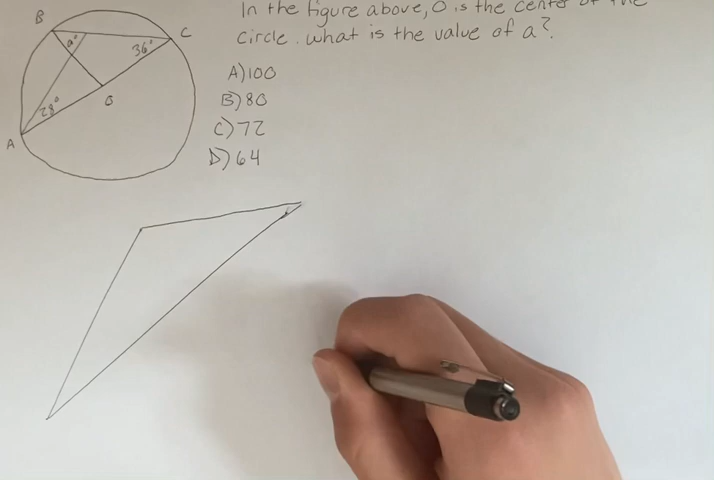 In the figure above, O is the center of the
circle. what is the value of a?
A) 100
B) 80
C) 72
D) 64
B
C
a°
36°
28°
O
A